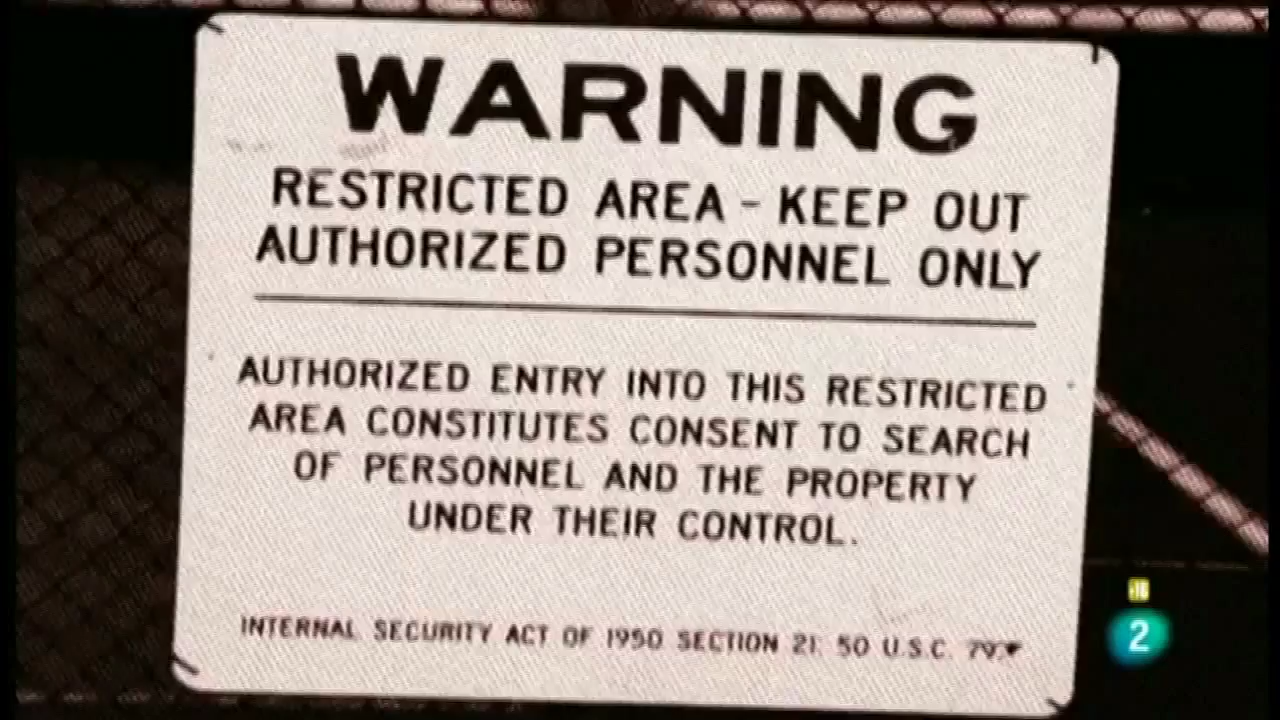 WARNING
RESTRICTED AREA - KEEP OUT
AUTHORIZED PERSONNEL ONLY
AUTHORIZED ENTRY INTO THIS RESTRICTED
AREA CONSTITUTES CONSENT TO SEARCH
OF PERSONNEL AND THE PROPERTY
UNDER THEIR CONTROL.
INTERNAL SECURITY ACT OF 1950 SECTION 21; 50 U.S.C.
2